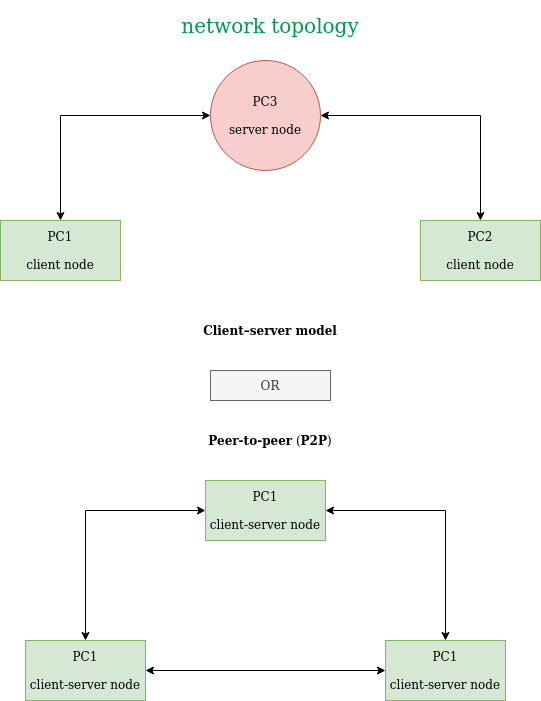 network topology
PC3
server node
PC1
client node
PC2
client node
Client–server model
OR
Peer-to-peer (P2P)
PC1
client-server node
PC1
client-server node
PC1
client-server node